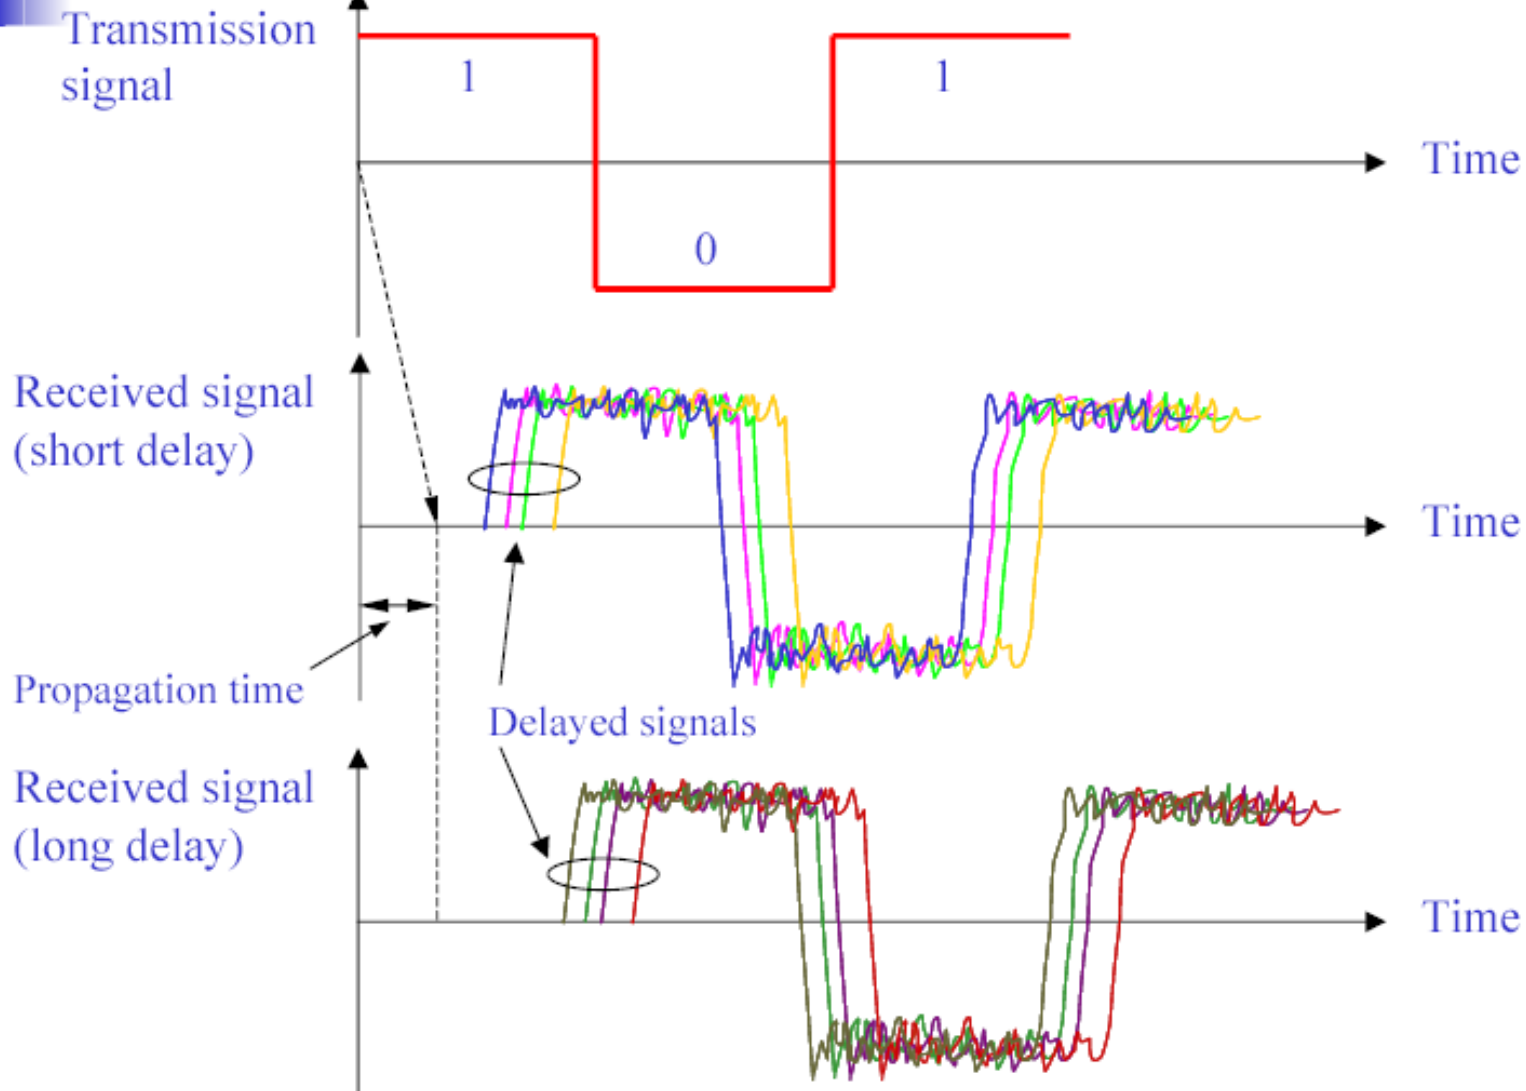 Transmission
signal
1
1
Time
0
Received signal
(short delay)
Time
Propagation time
Delayed signals
Received signal
(long delay)
Time